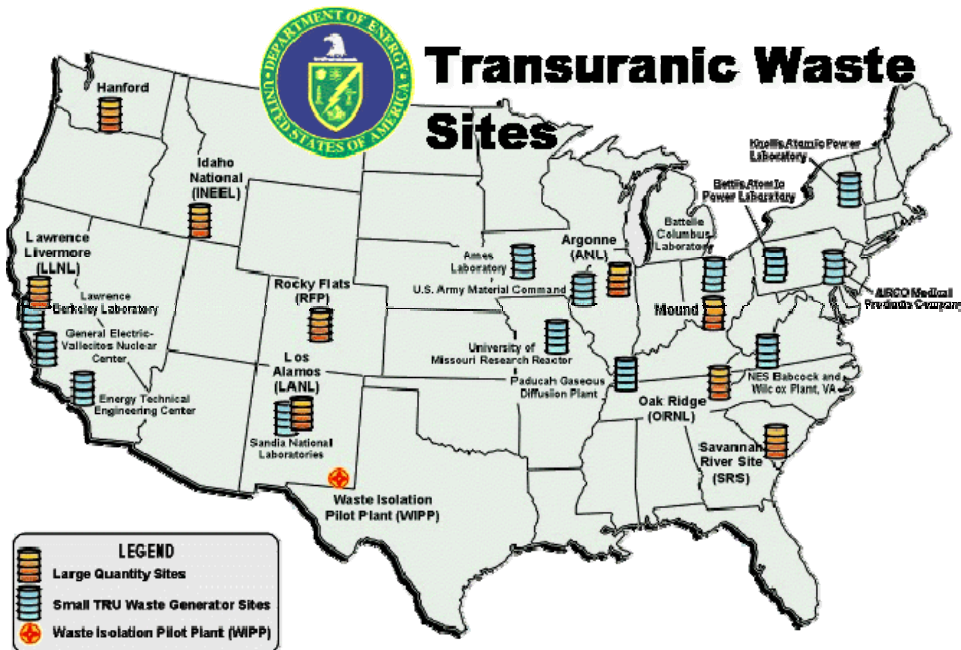 DEPARTMENT OF ENERGY
UNITED STATES OF AMERICA
Transuranic Waste
Sites
Hanford
Idaho
National
(INEEL)
Lawrence
Livermore
(LLNL)
Lawrence
Berkeley Laboratory
General Electric-
Vallecitos Nuclear
Center
Energy Technical
Engineering Center
Rocky Flats
(RFP)
Los
Alamos
(LANL)
Sandia National
Laboratories
Waste Isolation
Pilot Plant (WIPP)
Ames
Laboratory
U.S. Army Material Command
Argonne
(ANL)
University of
Missouri Research Reactor
Paducah Gaseous
Diffusion Plant
Battelle
Columbus
Laboratory
Mound
Knolls Atomic Power
Laboratory
Bettis Atomic
Power Laboratory
AIRCO Medical
Products Company
NES Babcock and
Wilcox Plant, VA
Oak Ridge
(ORNL)
Savannah
River Site
(SRS)
LEGEND
Large Quantity Sites
Small TRU Waste Generator Sites
Waste Isolation Pilot Plant (WIPP)